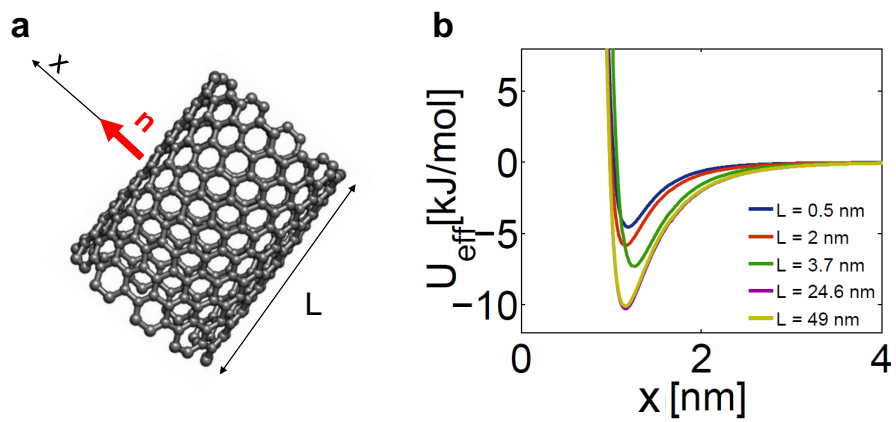 a
x
n
L
b
U_eff [kJ/mol]
5
0
−5
−10
L = 0.5 nm
L = 2 nm
L = 3.7 nm
L = 24.6 nm
L = 49 nm
0
2
4
x [nm]